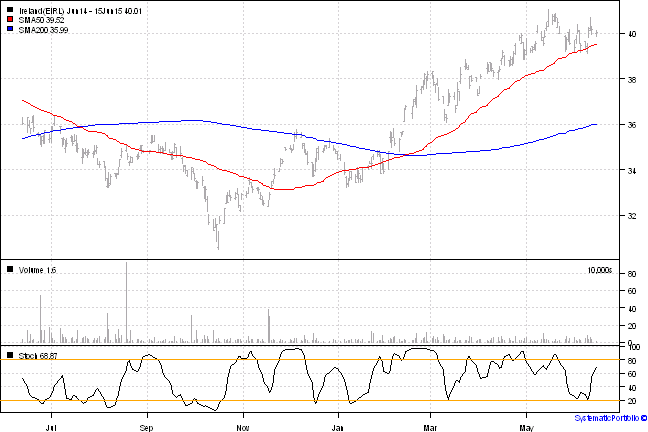 Ireland(EIRL) Jun14 - 15Jun15 40.01
SMA50 39.52
SMA200 35.99
40
38
36
34
32
Volume 1.6
10,000s
80
60
40
20
0
Stoch 68.87
100
80
60
40
20
Jul
Sep
Nov
Jan
Mar
May
SystematicPortfolio ©